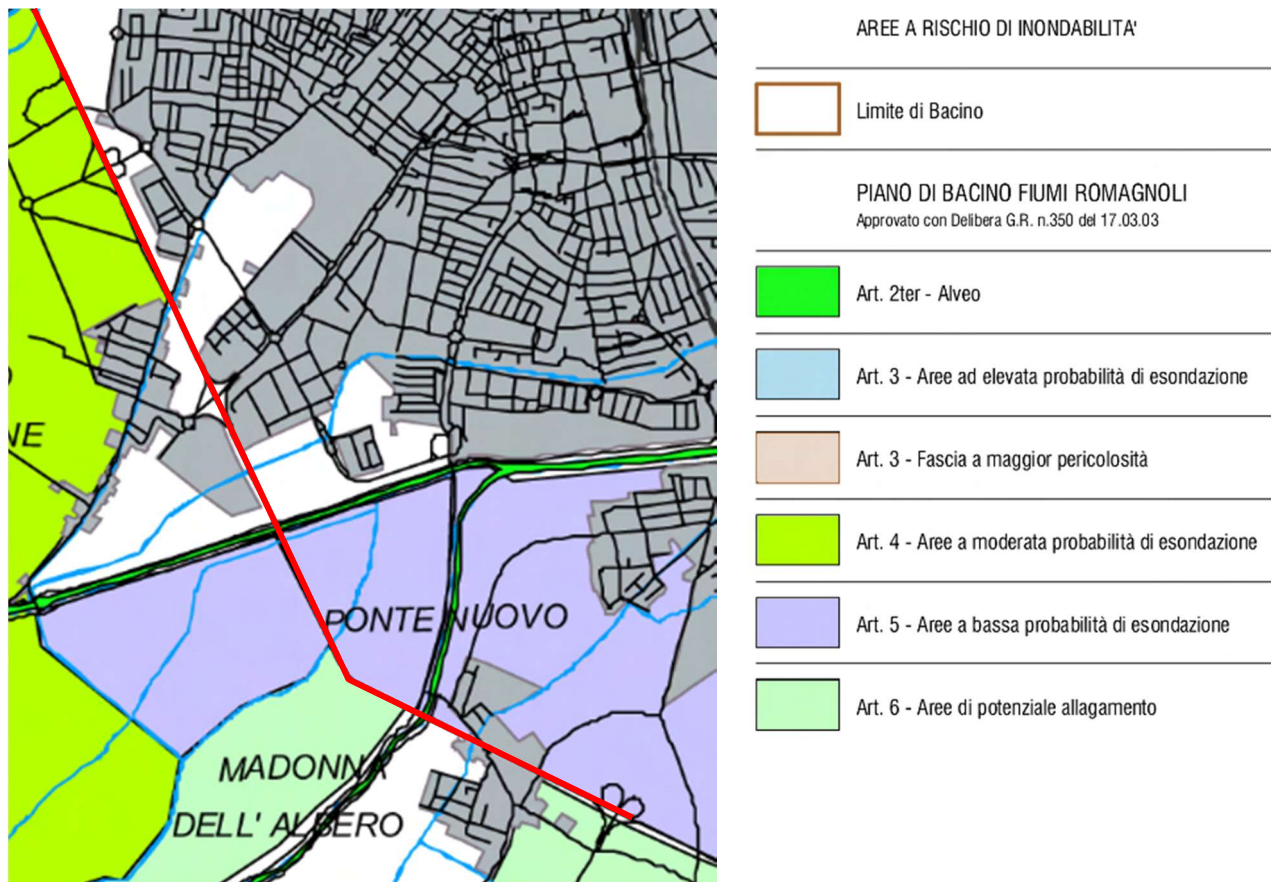 NE
PONTE NUOVO
MADONNA
DELL' ALBERO
AREE A RISCHIO DI INONDABILITA'
Limite di Bacino
PIANO DI BACINO FIUMI ROMAGNOLI
Approvato con Delibera G.R. n.350 del 17.03.03
Art. 2ter - Alveo
Art. 3 - Aree ad elevata probabilità di esondazione
Art. 3 - Fascia a maggior pericolosità
Art. 4 - Aree a moderata probabilità di esondazione
Art. 5 - Aree a bassa probabilità di esondazione
Art. 6 - Aree di potenziale allagamento